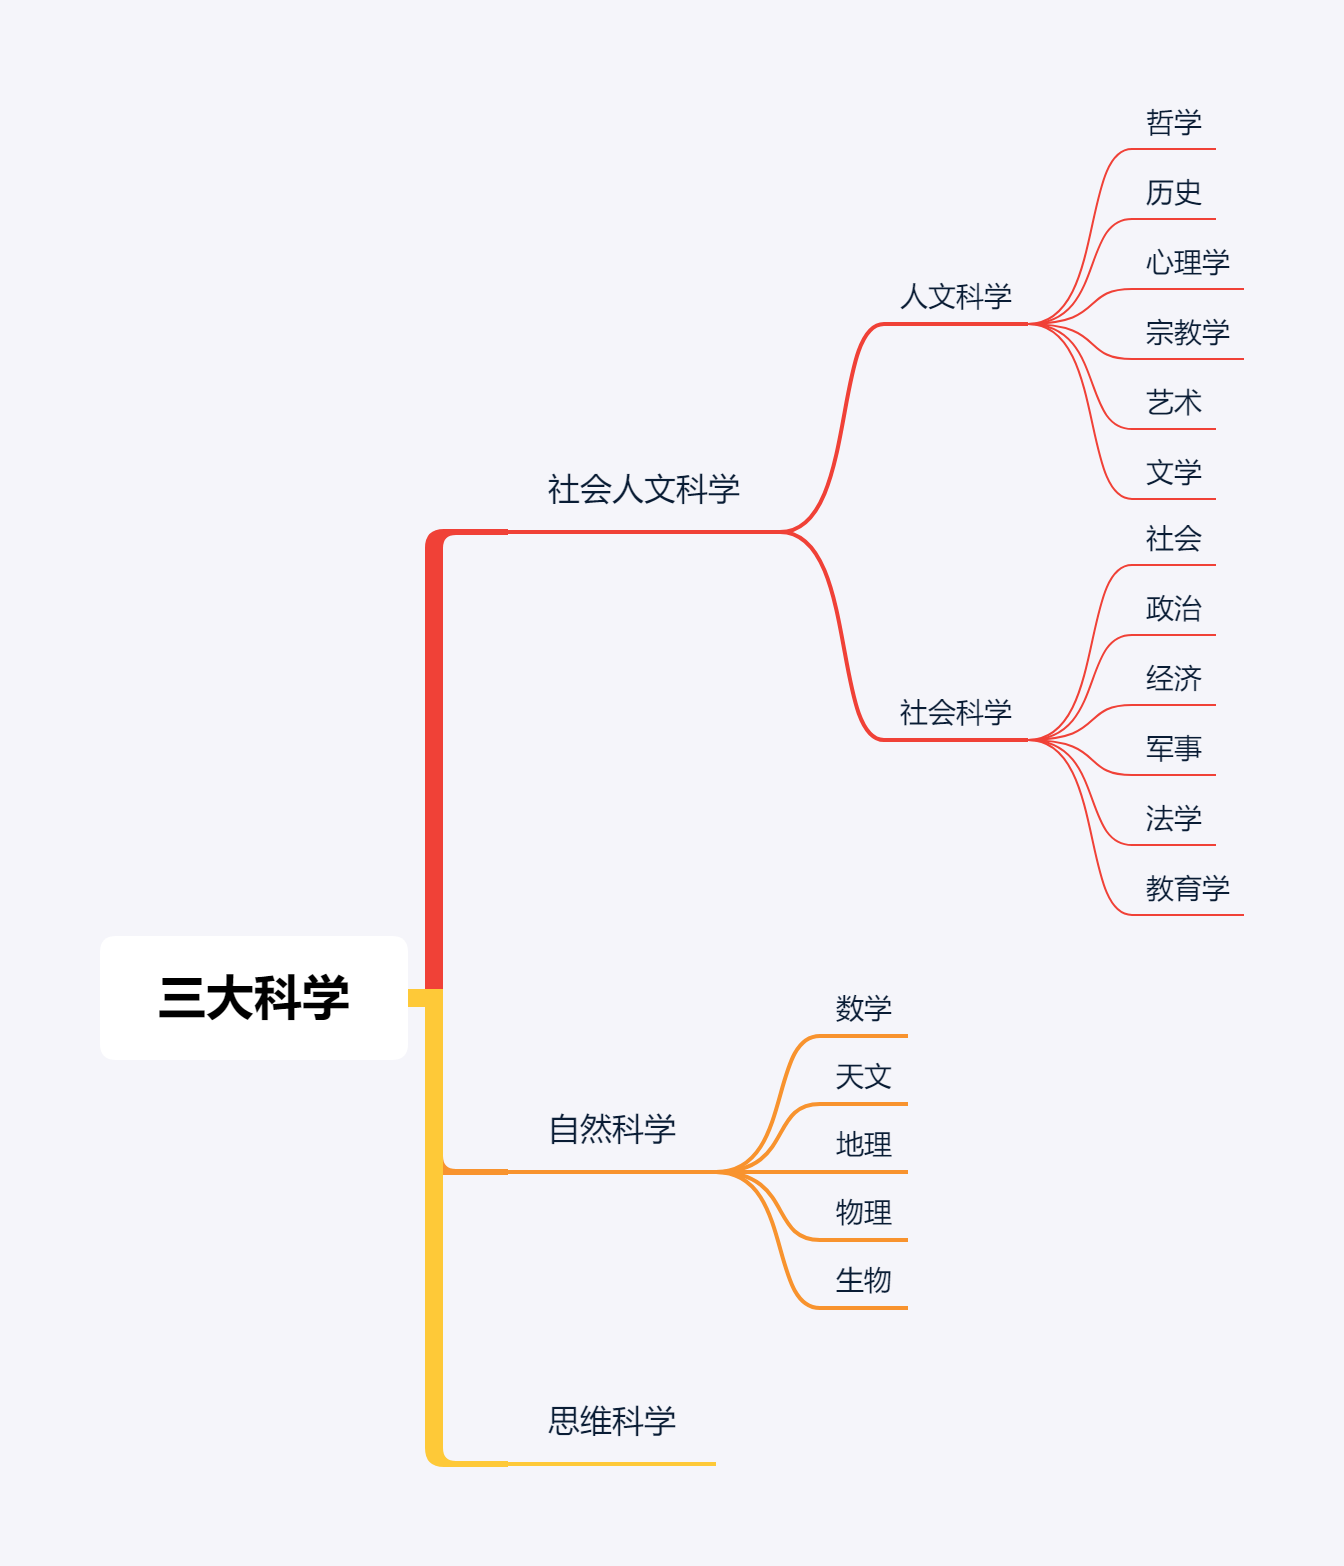 三大科学
社会人文科学
人文科学
哲学
历史
心理学
宗教学
艺术
文学
社会科学
社会
政治
经济
军事
法学
教育学
自然科学
数学
天文
地理
物理
生物
思维科学